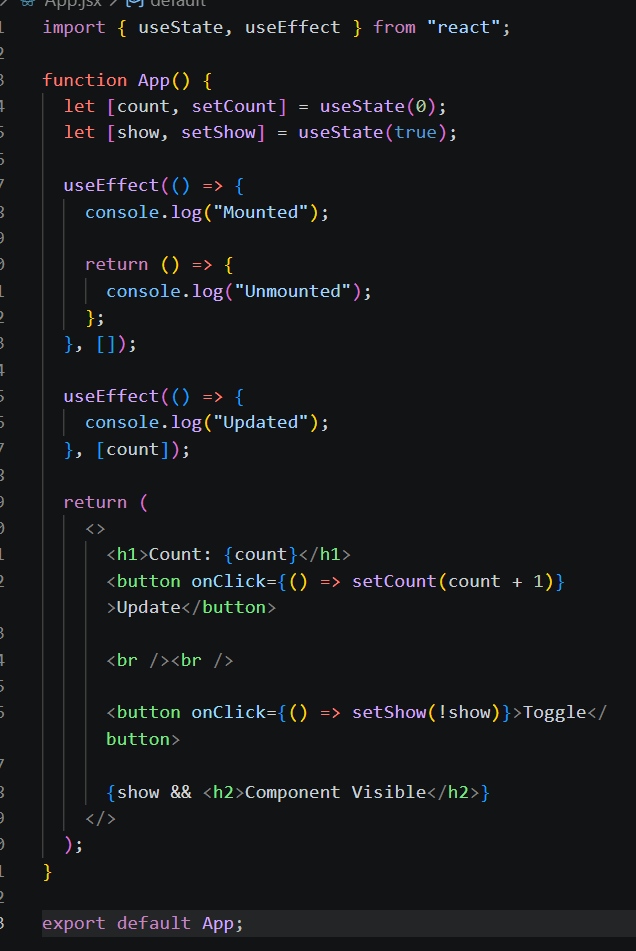 App.jsx > default
import { useState, useEffect } from "react";
function App() {
let [count, setCount] = useState(0);
let [show, setShow] = useState(true);
useEffect(() => {
console.log("Mounted");
return () => {
console.log("Unmounted");
};
}, []);
useEffect(() => {
console.log("Updated");
}, [count]);
return (
<>
<h1>Count: {count}</h1>
<button onClick={() => setCount(count + 1)}
>Update</button>
<br /><br />
<button onClick={() => setShow(!show)}>Toggle</
button>
{show && <h2>Component Visible</h2>}
</>
);
}
export default App;